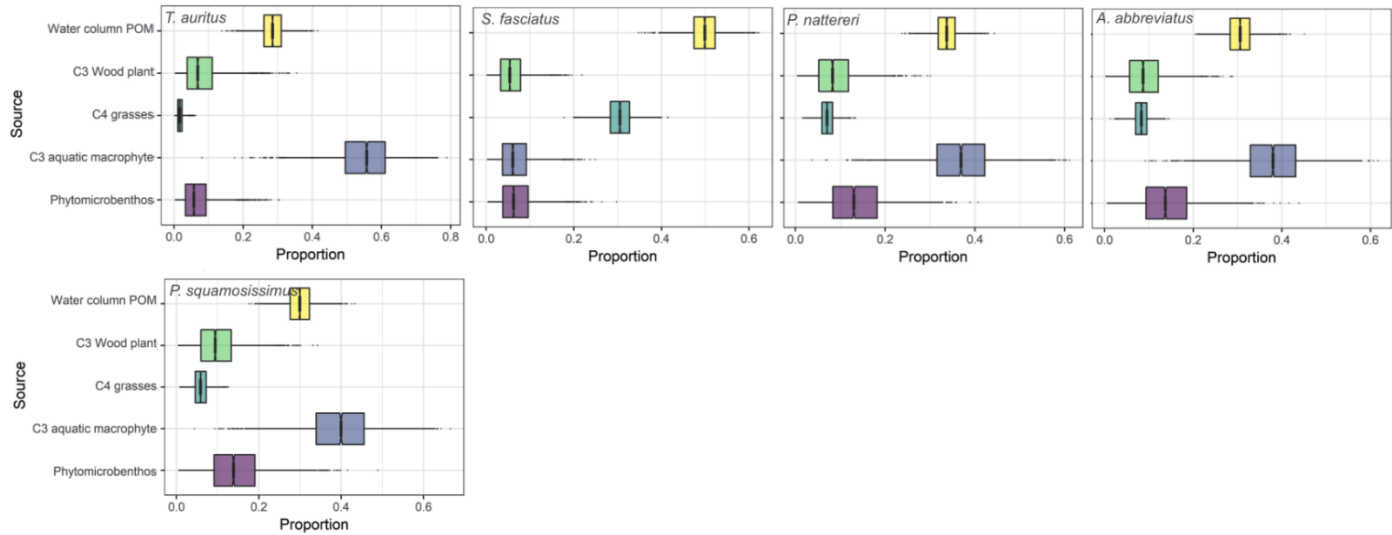 T. auritus
Water column POM
C3 Wood plant
C4 grasses
C3 aquatic macrophyte
Phytomicrobenthos
Source
0.0 0.2 0.4 0.6 0.8
Proportion
S. fasciatus
0.0 0.2 0.4 0.6
Proportion
P. nattereri
0.0 0.2 0.4 0.6
Proportion
A. abbreviatus
0.0 0.2 0.4 0.6
Proportion
P. squamosissimus
Water column POM
C3 Wood plant
C4 grasses
C3 aquatic macrophyte
Phytomicrobenthos
Source
0.0 0.2 0.4 0.6
Proportion